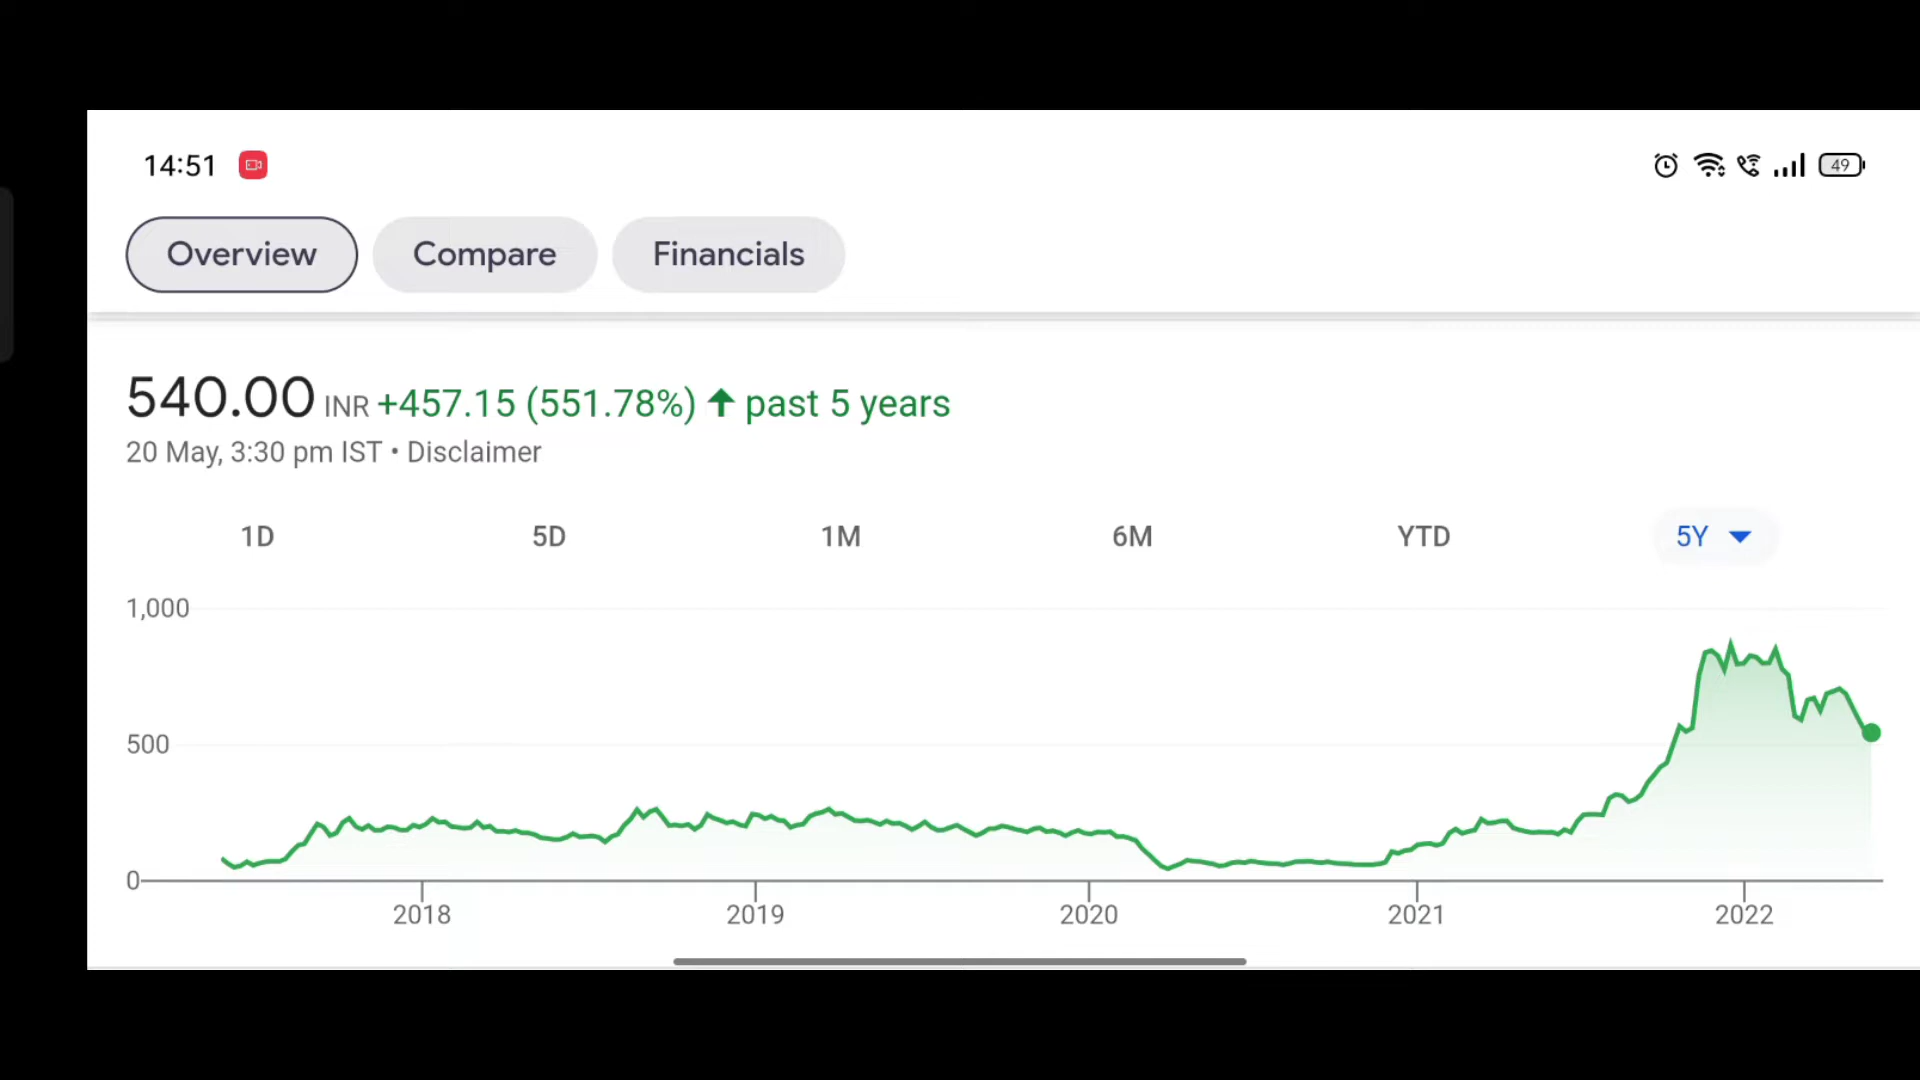 14:51
49
Overview Compare Financials
540.00 INR +457.15 (551.78%) ↑ past 5 years
20 May, 3:30 pm IST • Disclaimer
1D 5D 1M 6M YTD 5Y
1,000
500
0
2018 2019 2020 2021 2022